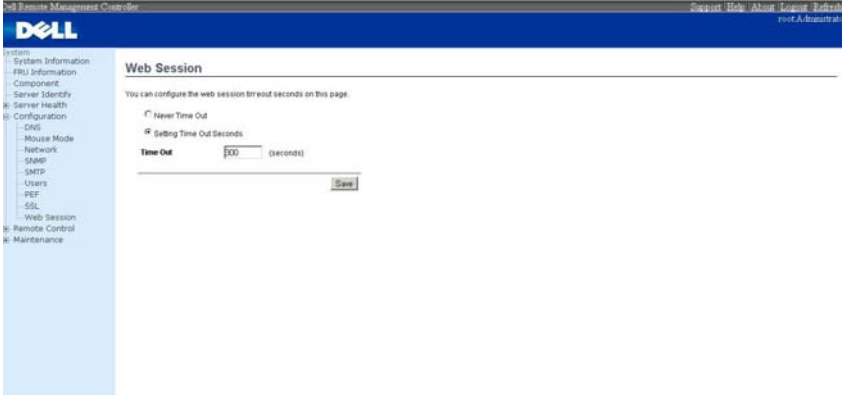 Dell Remote Management Controller
Support Help About Logout Refresh
root:Administrato
DELL
System
System Information
FRU Information
Component
Server Identify
Server Health
Configuration
DNS
Mouse Mode
Network
SNMP
SMTP
Users
PEF
SSL
Web Session
Remote Control
Maintenance
Web Session
You can configure the web session timeout seconds on this page.
Never Time Out
Setting Time Out Seconds
Time Out 300 (seconds)
Save